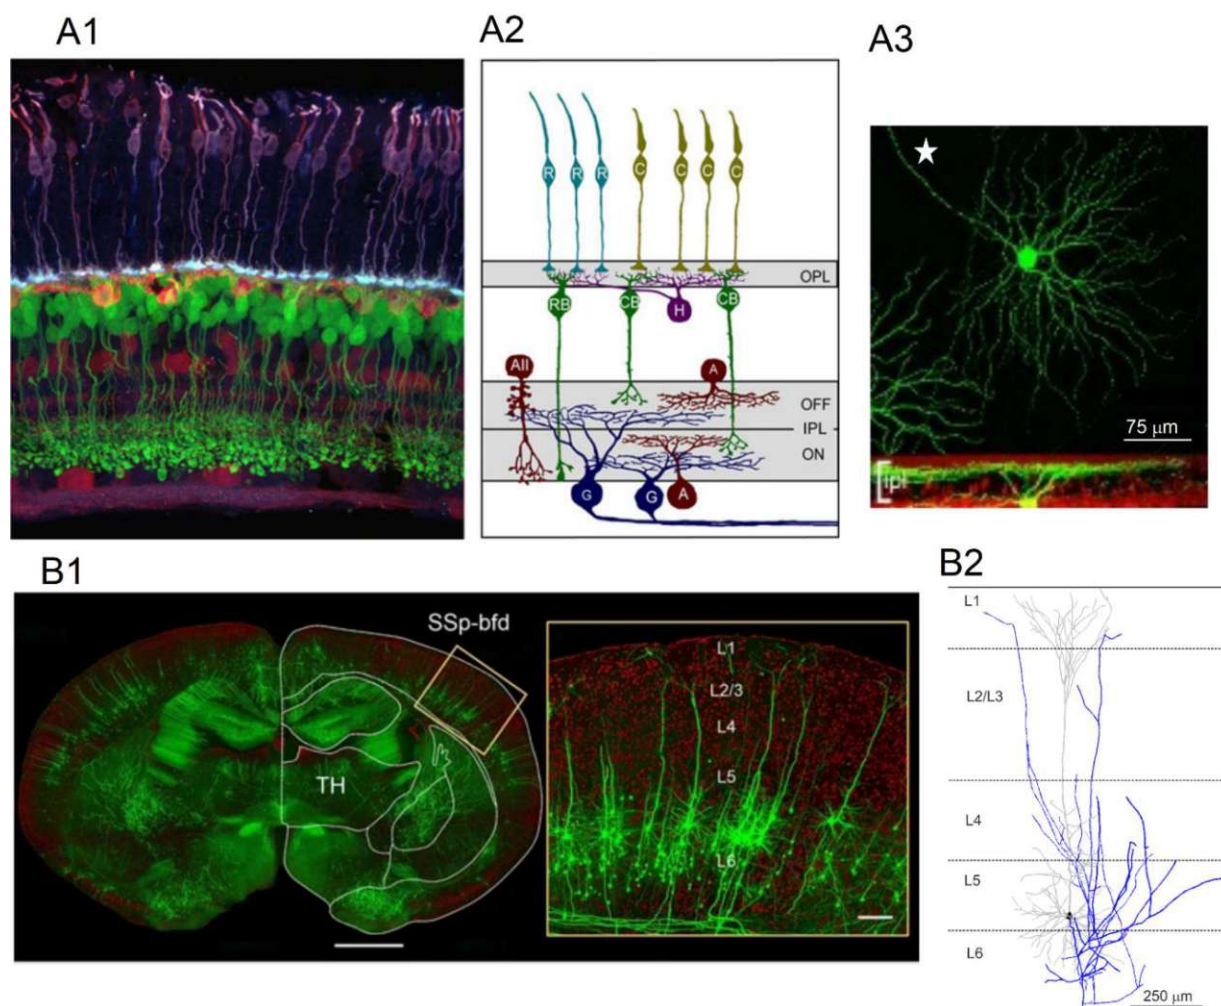 A1
A2
A3
R R R C C C C
OPL
RB CB H CB
AII A
OFF
IPL
ON
G G A
75 μm
ipl
B1
SSp-bfd
TH
L1
L2/3
L4
L5
L6
B2
L1
L2/L3
L4
L5
L6
250 μm